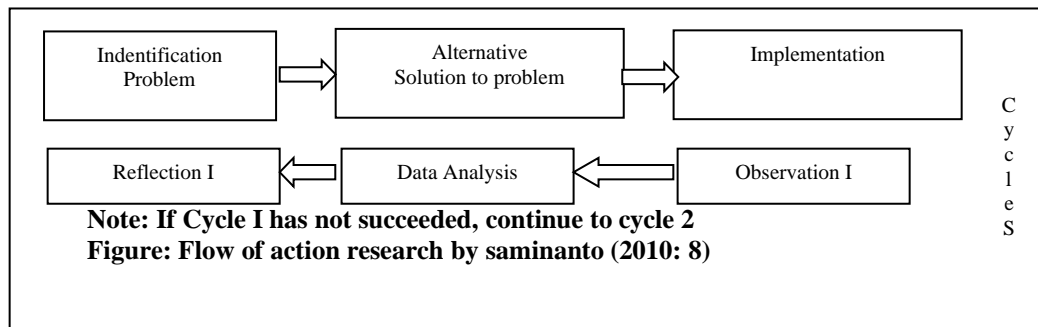 Indentification
Problem
Alternative
Solution to problem
Implementation
Reflection I
Data Analysis
Observation I
C
y
c
l
e
S
Note: If Cycle I has not succeeded, continue to cycle 2
Figure: Flow of action research by saminanto (2010: 8)